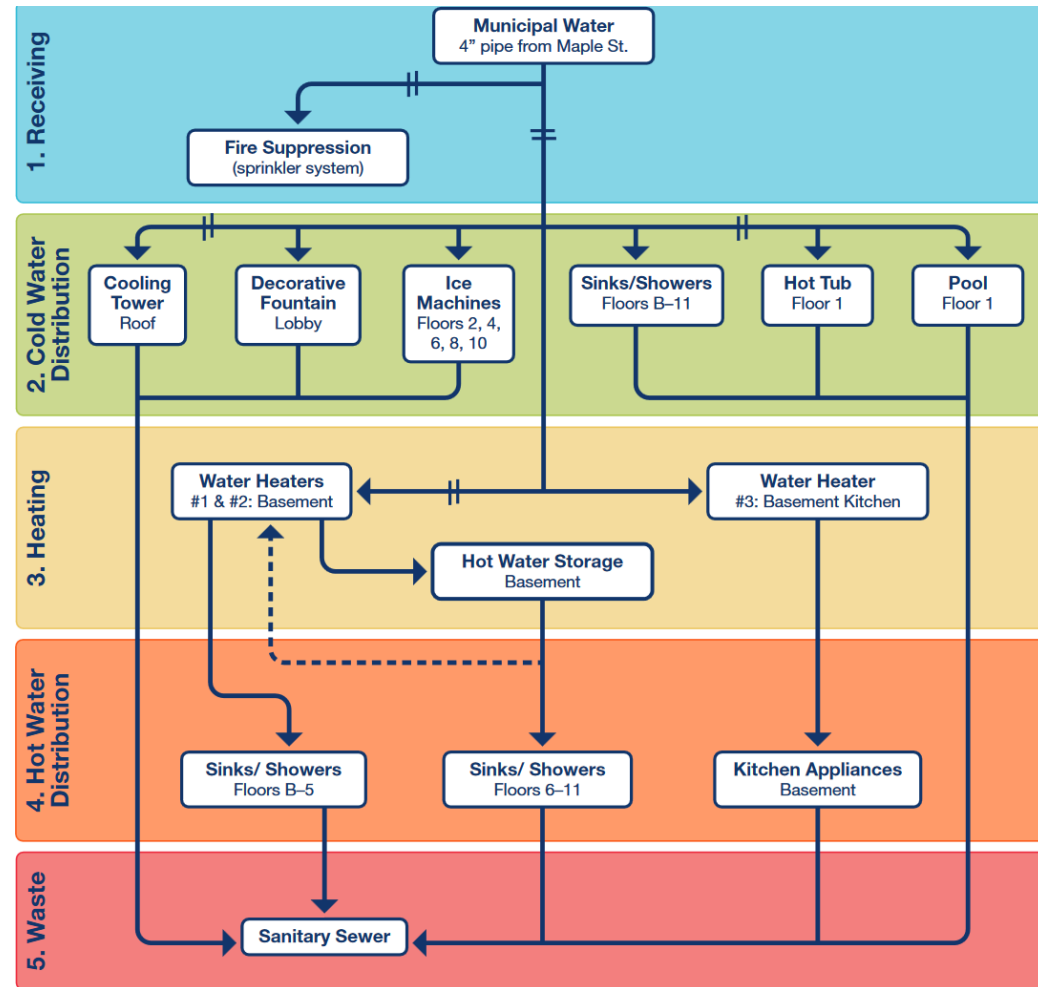 1. Receiving
Municipal Water
4” pipe from Maple St.
Fire Suppression
(sprinkler system)
2. Cold Water
Distribution
Cooling
Tower
Roof
Decorative
Fountain
Lobby
Ice
Machines
Floors 2, 4,
6, 8, 10
Sinks/Showers
Floors B–11
Hot Tub
Floor 1
Pool
Floor 1
3. Heating
Water Heaters
#1 & #2: Basement
Water Heater
#3: Basement Kitchen
Hot Water Storage
Basement
4. Hot Water
Distribution
Sinks/ Showers
Floors B–5
Sinks/ Showers
Floors 6–11
Kitchen Appliances
Basement
5. Waste
Sanitary Sewer